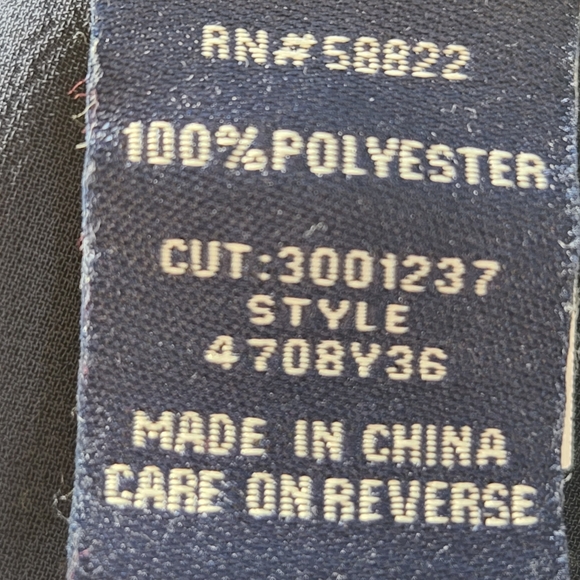 RN#58822
100%POLYESTER
CUT:3001237
STYLE
4708Y36
MADE IN CHINA
CARE ON REVERSE